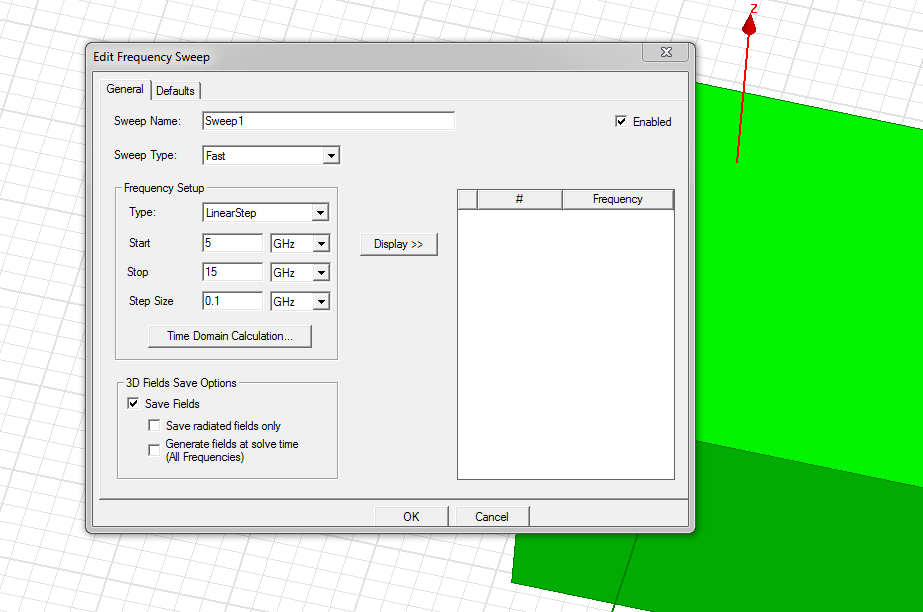 Z
Edit Frequency Sweep
General Defaults
Sweep Name: Sweep1 Enabled
Sweep Type: Fast
Frequency Setup
# Frequency
Type: LinearStep
Start 5 GHz Display >>
Stop 15 GHz
Step Size 0.1 GHz
Time Domain Calculation...
3D Fields Save Options
Save Fields
Save radiated fields only
Generate fields at solve time
(All Frequencies)
OK Cancel